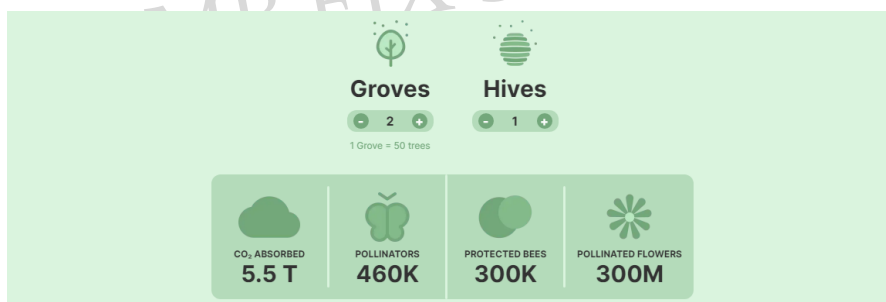 Groves Hives
- 2 + - 1 +
1 Grove = 50 trees
CO₂ ABSORBED POLLINATORS PROTECTED BEES POLLINATED FLOWERS
5.5 T 460K 300K 300M